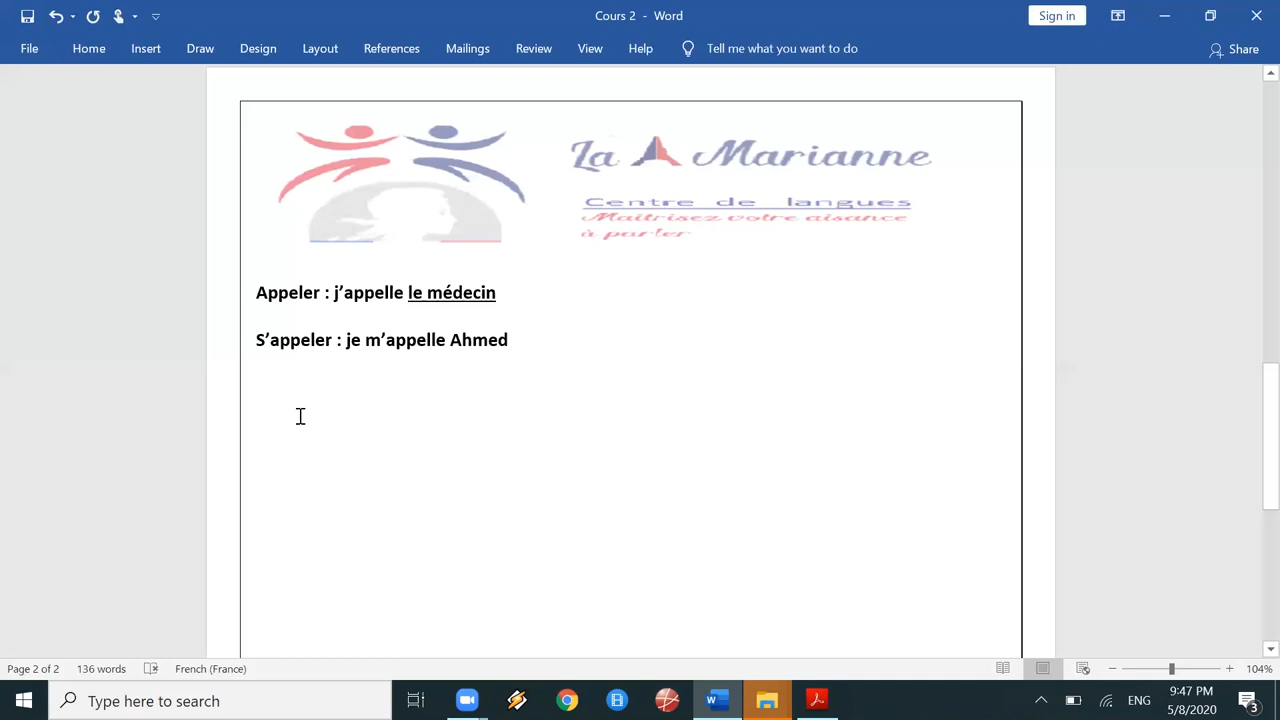 Cours 2 - Word
Sign in
File Home Insert Draw Design Layout References Mailings Review View Help Tell me what you want to do Share
La Marianne
Centre de langues
Maîtrisez votre aisance
à parler
Appeler : j’appelle le médecin
S’appeler : je m’appelle Ahmed
Page 2 of 2 136 words French (France) 104%
Type here to search
ENG
9:47 PM
5/8/2020
3